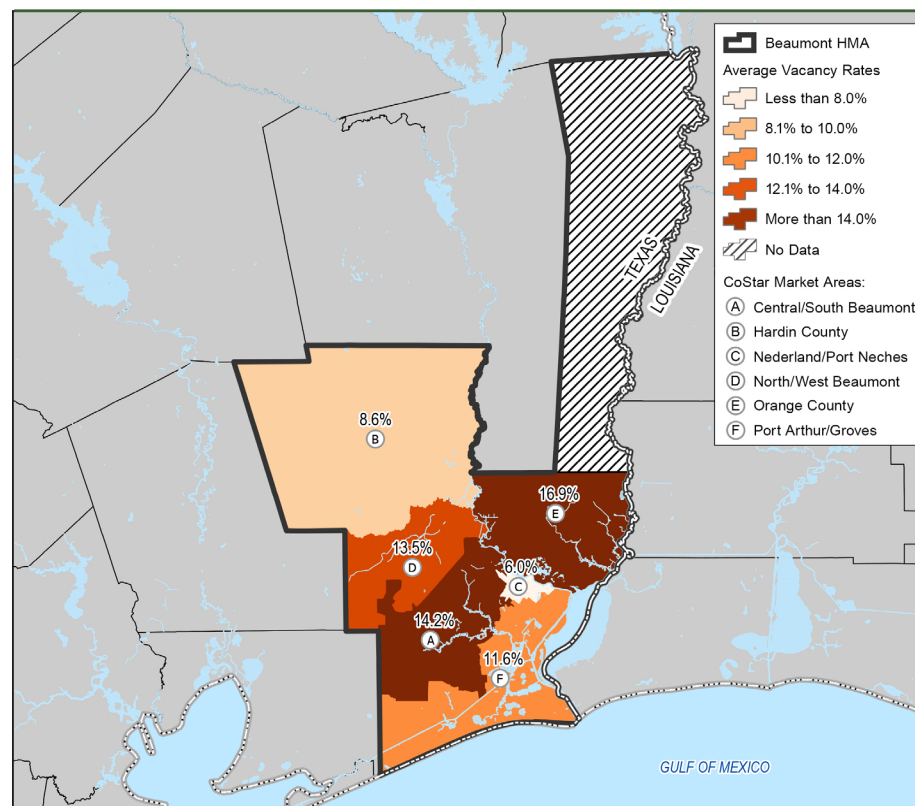 Beaumont HMA
Average Vacancy Rates
Less than 8.0%
8.1% to 10.0%
10.1% to 12.0%
12.1% to 14.0%
More than 14.0%
No Data
CoStar Market Areas:
A Central/South Beaumont
B Hardin County
C Nederland/Port Neches
D North/West Beaumont
E Orange County
F Port Arthur/Groves
TEXAS
LOUISIANA
8.6%
B
16.9%
E
13.5%
D
6.0%
C
14.2%
A
11.6%
F
GULF OF MEXICO